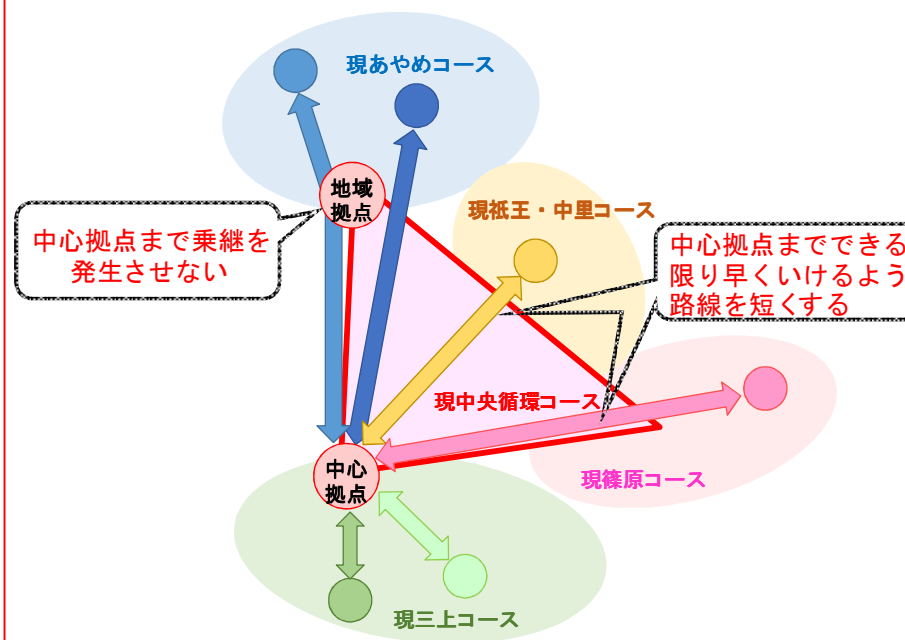 現あやめコース
地域
拠点
現祇王・中里コース
中心拠点まで乗継を
発生させない
中心拠点までできる
限り早くいけるよう
路線を短くする
現中央循環コース
中心
拠点
現篠原コース
現三上コース